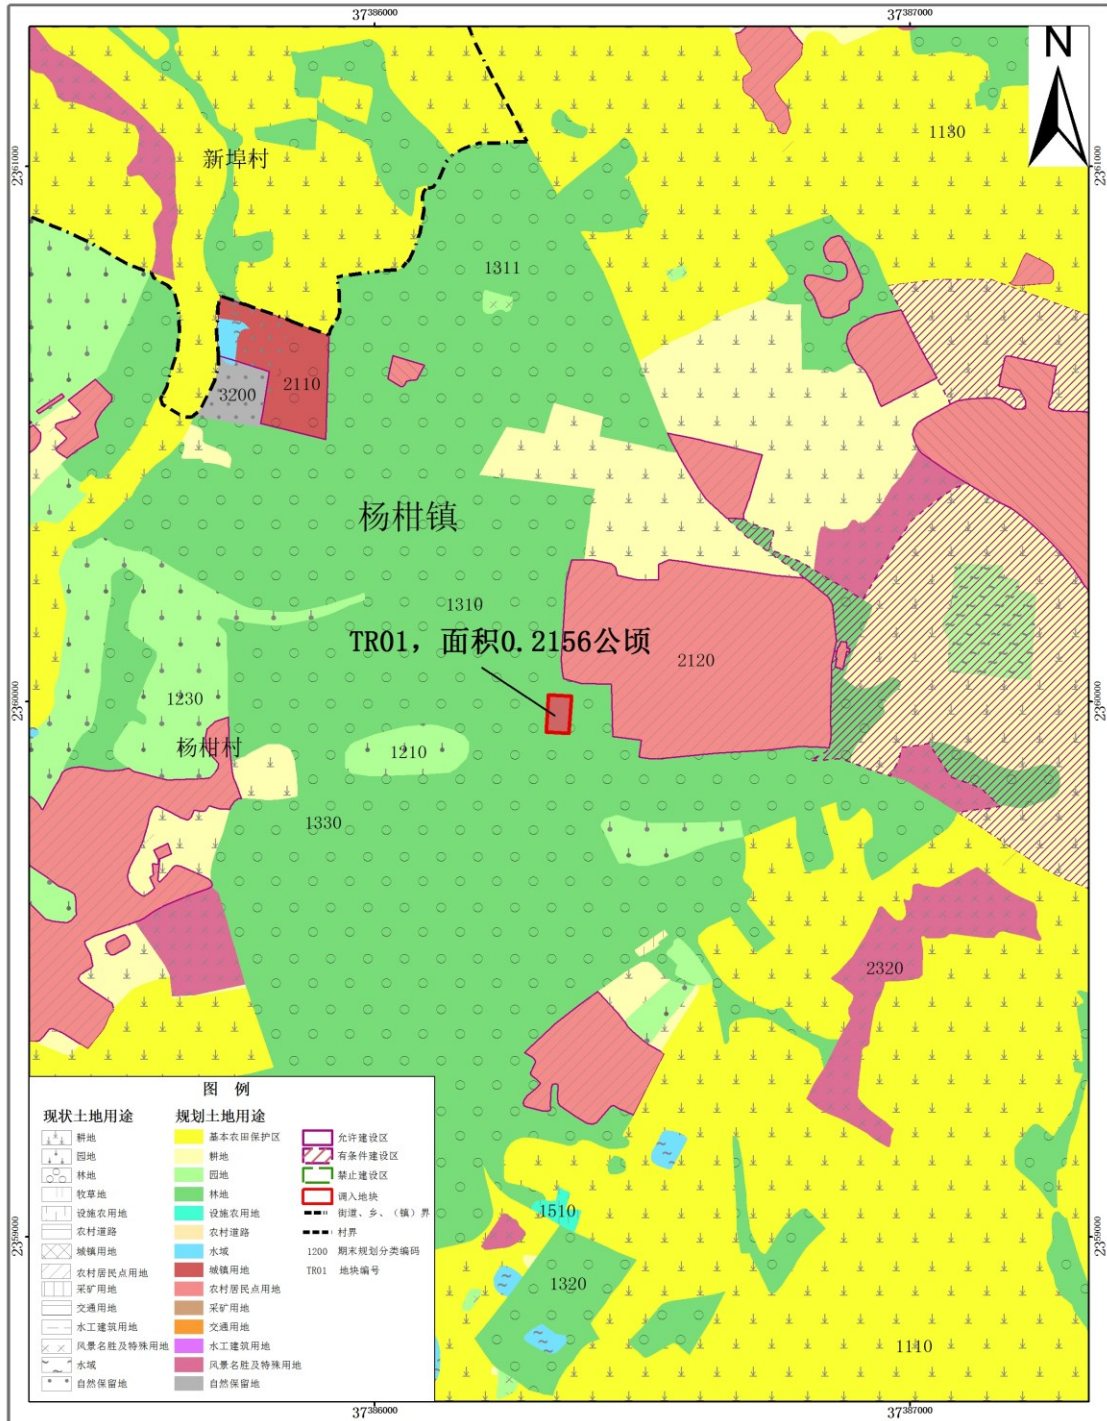 37386000
37387000
N
1130
2361000
2361000
新埠村
1311
3200
2110
杨柑镇
1310
TR01，面积0.2156公顷
2120
1230
2360000
2360000
杨柑村
1210
1330
2320
1510
1320
1110
2359000
2359000
图 例
现状土地用途
耕地
园地
林地
牧草地
设施农用地
农村道路
城镇用地
农村居民点用地
采矿用地
交通用地
水工建筑用地
风景名胜及特殊用地
水域
自然保留地
规划土地用途
基本农田保护区
耕地
园地
林地
设施农用地
农村道路
水域
城镇用地
农村居民点用地
采矿用地
交通用地
水工建筑用地
风景名胜及特殊用地
自然保留地
允许建设区
有条件建设区
禁止建设区
调入地块
街道、乡、（镇）界
村界
1200 期末规划分类编码
TR01 地块编号
37386000
37387000